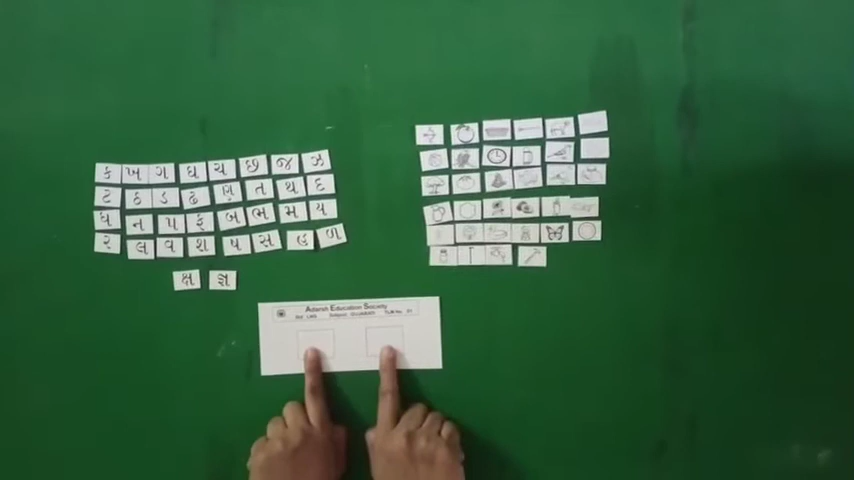 ક ખ ગ ઘ ચ છ જ ઝ
ટ ઠ ડ ઢ ણ ત થ દ
ધ ન પ ફ બ ભ મ ય
ર લ વ શ ષ સ હ ળ
ક્ષ જ્ઞ
Adarsh Education Society